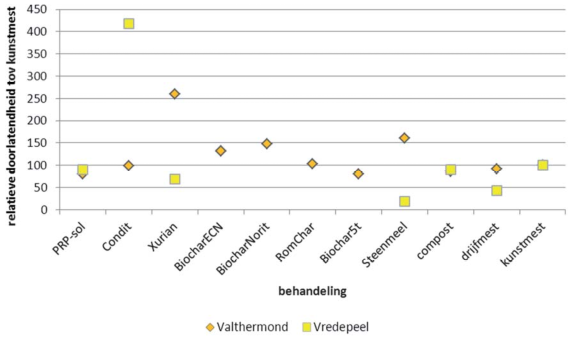 relatieve doorlatendheid tov kunstmest
450
400
350
300
250
200
150
100
50
0
PRP-sol
Condit
Xurian
BiocharECN
BiocharNorit
RomChar
Biochar5t
Steenmeel
compost
drijfmest
kunstmest
behandeling
Valthermond
Vredepeel